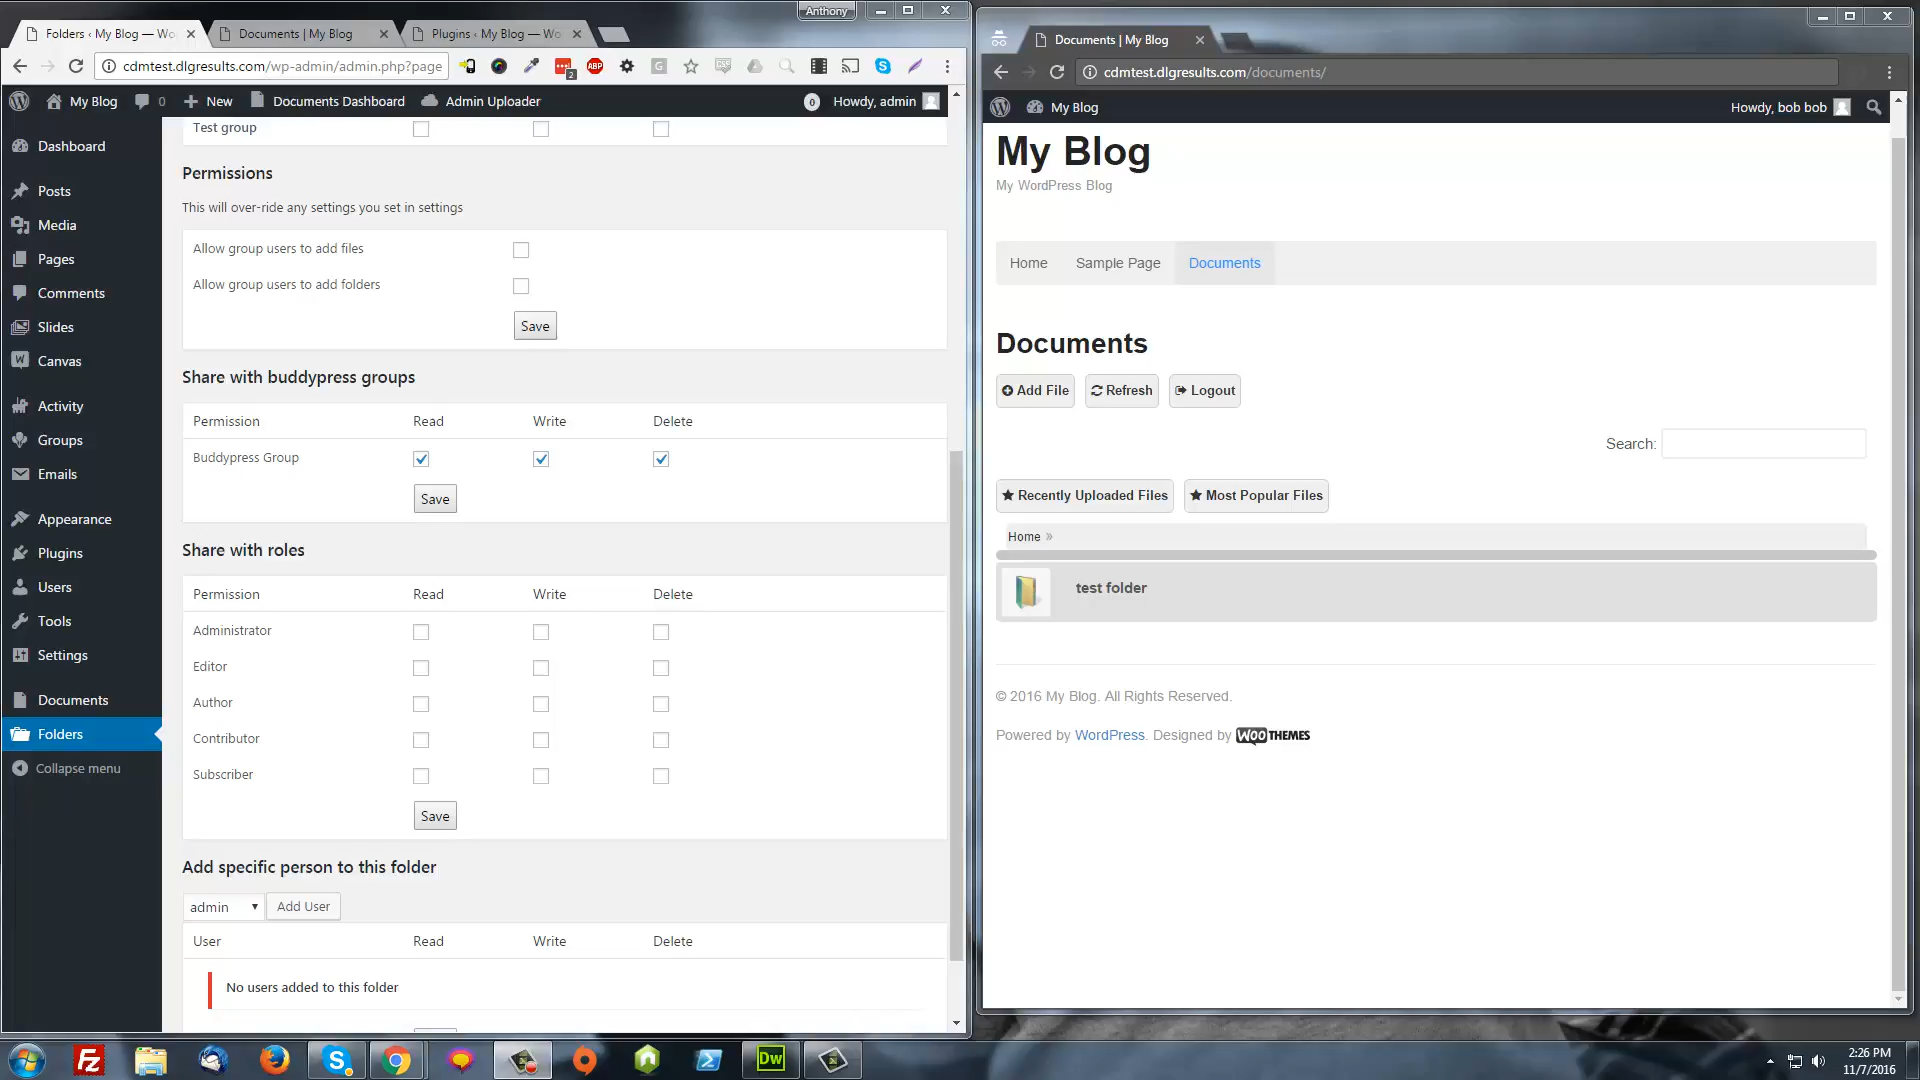 Anthony
Folders ‹ My Blog — Wo
Documents | My Blog
Plugins ‹ My Blog — Wo
cdmtest.dlgresults.com/wp-admin/admin.php?page
2
ABP
G
CSS
My Blog
0
New
Documents Dashboard
Admin Uploader
0
Howdy, admin
Dashboard
Posts
Media
Pages
Comments
Slides
Canvas
Activity
Groups
Emails
Appearance
Plugins
Users
Tools
Settings
Documents
Folders
Collapse menu
Test group
Permissions
This will over-ride any settings you set in settings
Allow group users to add files
Allow group users to add folders
Save
Share with buddypress groups
Permission Read Write Delete
Buddypress Group
Save
Share with roles
Permission Read Write Delete
Administrator
Editor
Author
Contributor
Subscriber
Save
Add specific person to this folder
admin Add User
User Read Write Delete
No users added to this folder
Documents | My Blog
cdmtest.dlgresults.com/documents/
My Blog
Howdy, bob bob
My Blog
My WordPress Blog
Home Sample Page Documents
Documents
Add File Refresh Logout
Search:
Recently Uploaded Files Most Popular Files
Home »
test folder
© 2016 My Blog. All Rights Reserved.
Powered by WordPress. Designed by WOOTHEMES
Dw
2:26 PM
11/7/2016